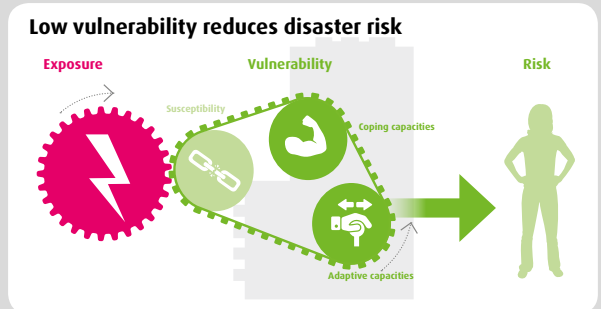 Low vulnerability reduces disaster risk
Exposure
Vulnerability
Risk
Susceptibility
Coping capacities
Adaptive capacities